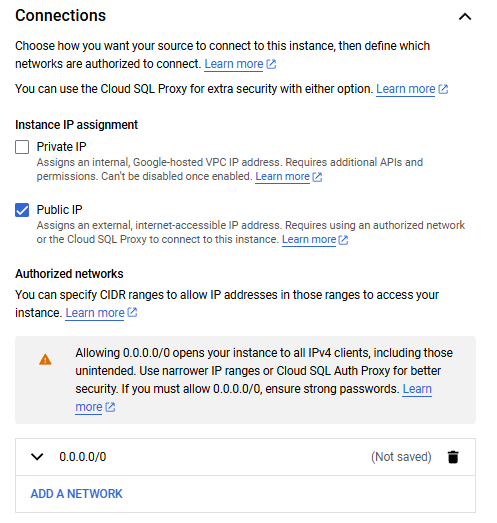 Connections
Choose how you want your source to connect to this instance, then define which
networks are authorized to connect. Learn more
You can use the Cloud SQL Proxy for extra security with either option. Learn more
Instance IP assignment
Private IP
Assigns an internal, Google-hosted VPC IP address. Requires additional APIs and
permissions. Can't be disabled once enabled. Learn more
Public IP
Assigns an external, internet-accessible IP address. Requires using an authorized network
or the Cloud SQL Proxy to connect to this instance. Learn more
Authorized networks
You can specify CIDR ranges to allow IP addresses in those ranges to access your
instance. Learn more
Allowing 0.0.0.0/0 opens your instance to all IPv4 clients, including those
unintended. Use narrower IP ranges or Cloud SQL Auth Proxy for better
security. If you must allow 0.0.0.0/0, ensure strong passwords. Learn
more
0.0.0.0/0 (Not saved)
ADD A NETWORK